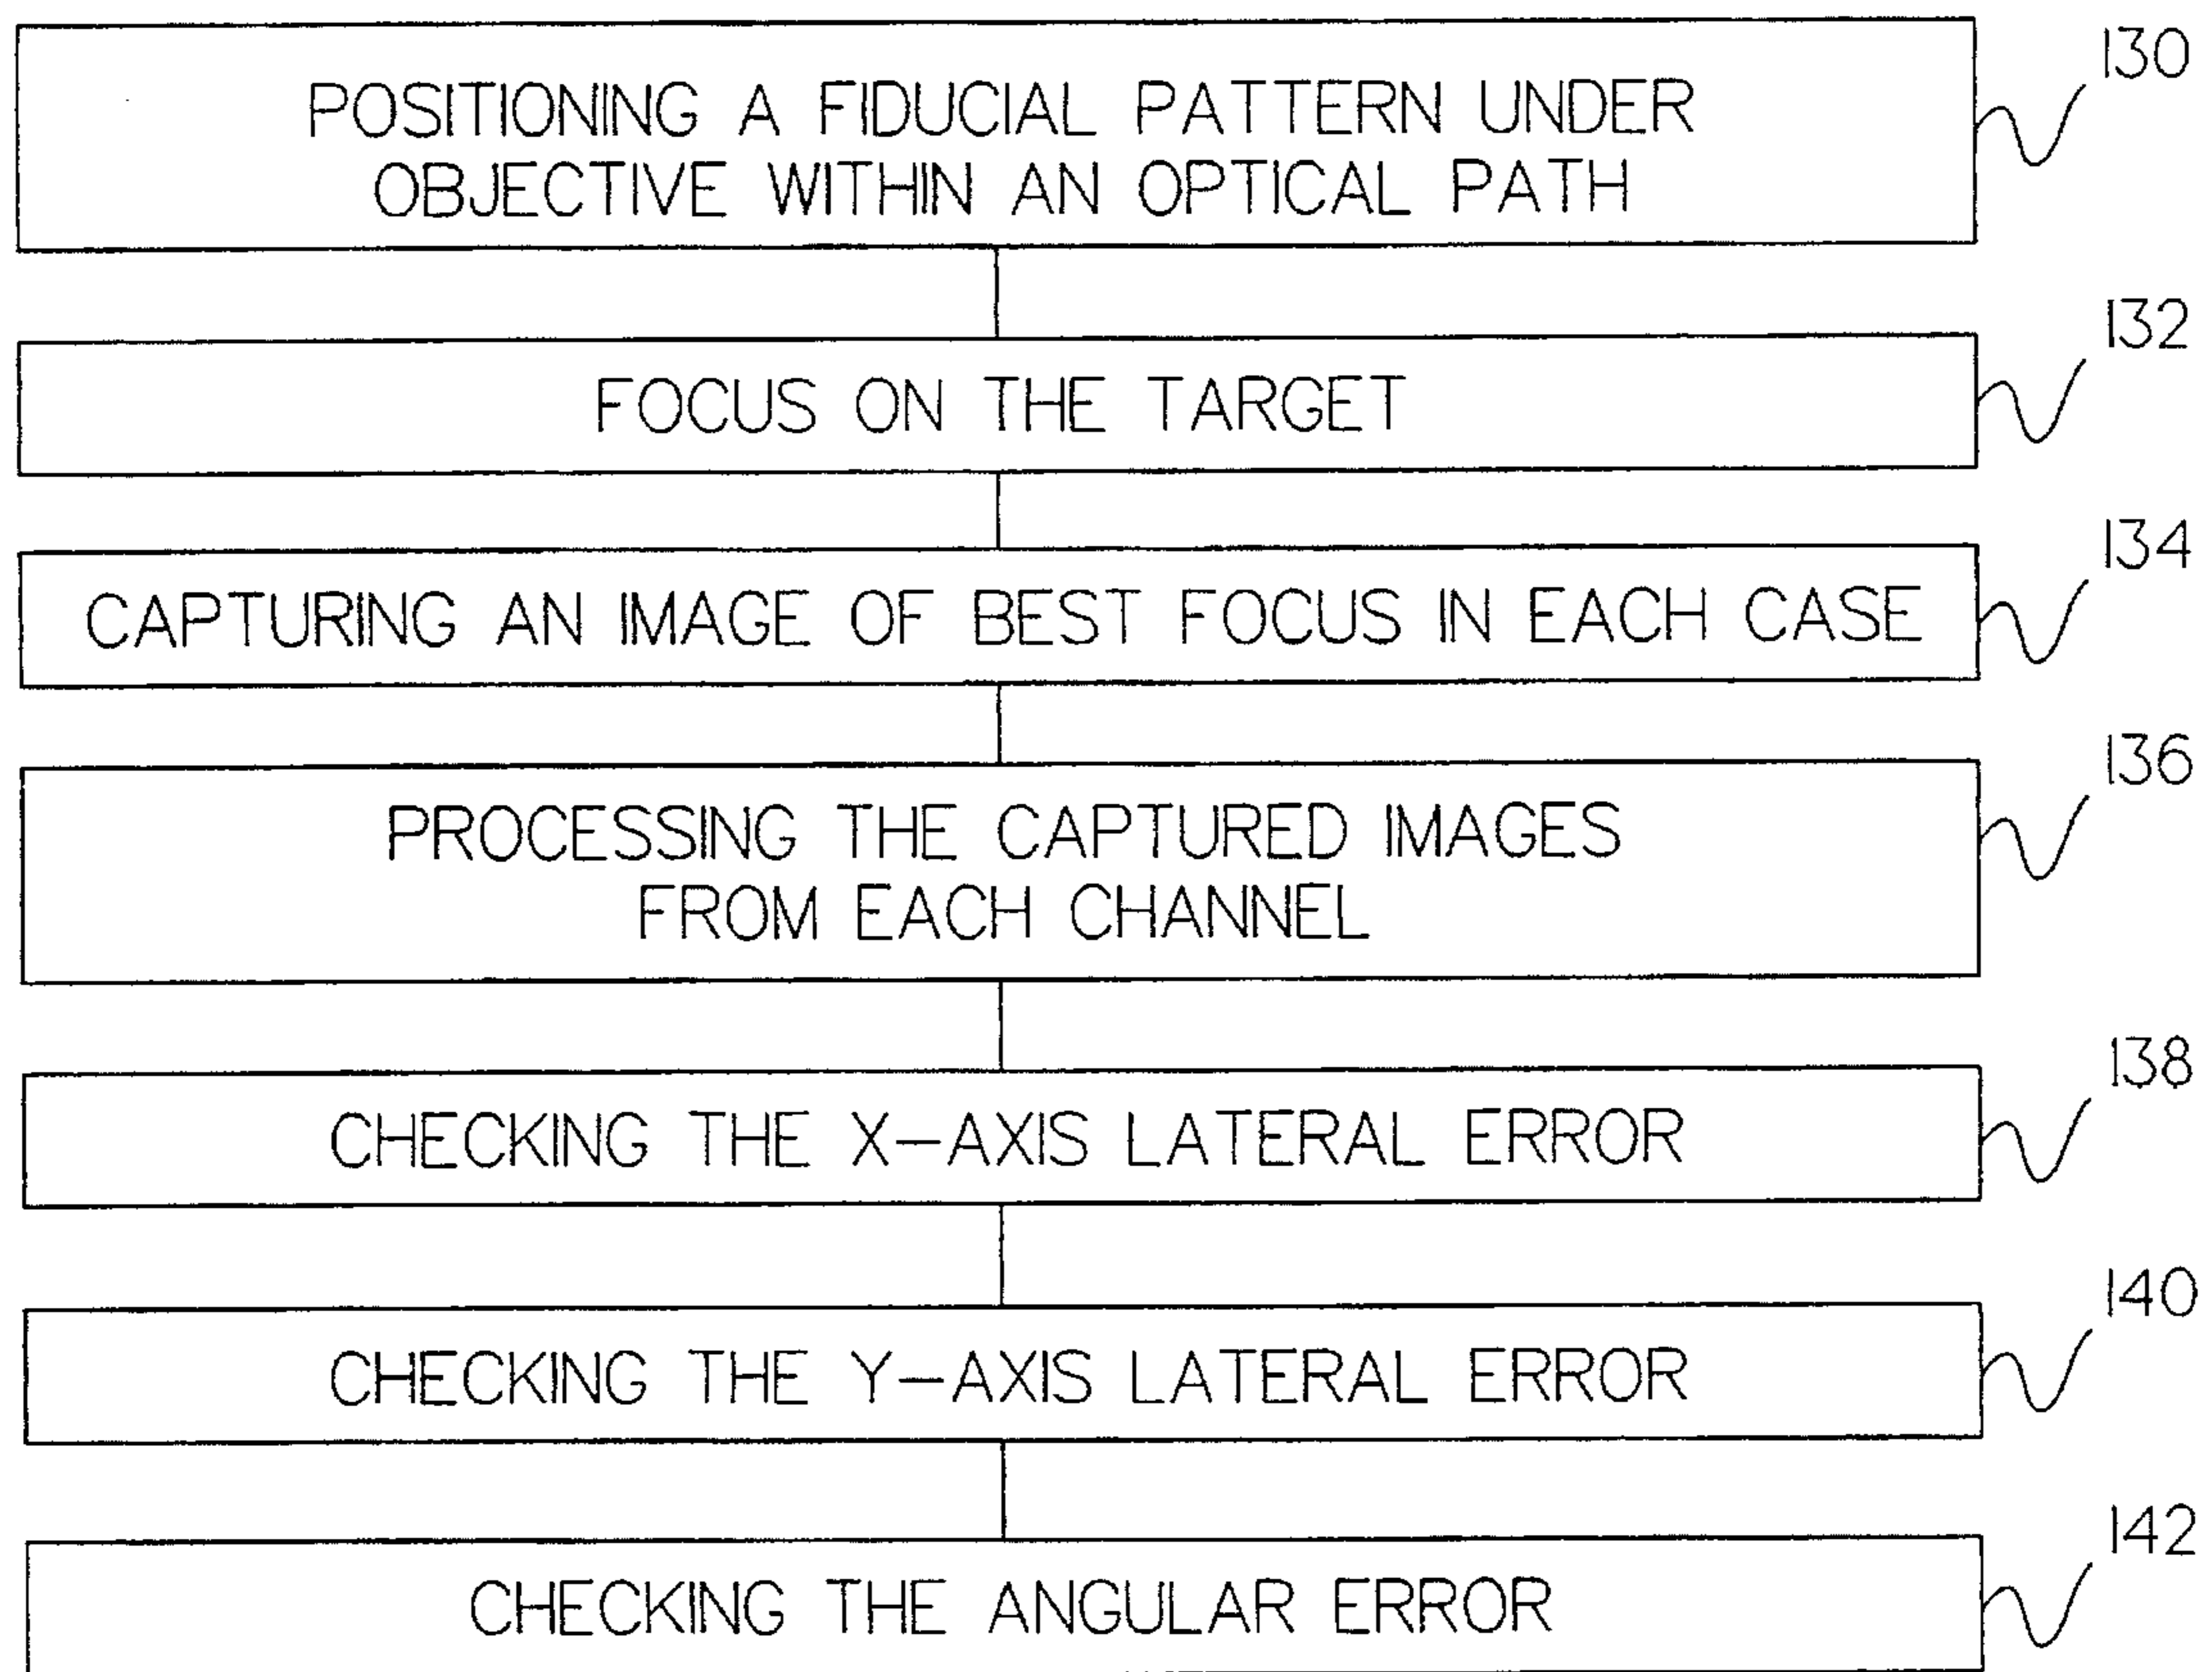 130
POSITIONING A FIDUCIAL PATTERN UNDER
OBJECTIVE WITHIN AN OPTICAL PATH
132
FOCUS ON THE TARGET
134
CAPTURING AN IMAGE OF BEST FOCUS IN EACH CASE
136
PROCESSING THE CAPTURED IMAGES
FROM EACH CHANNEL
138
CHECKING THE X-AXIS LATERAL ERROR
140
CHECKING THE Y-AXIS LATERAL ERROR
142
CHECKING THE ANGULAR ERROR